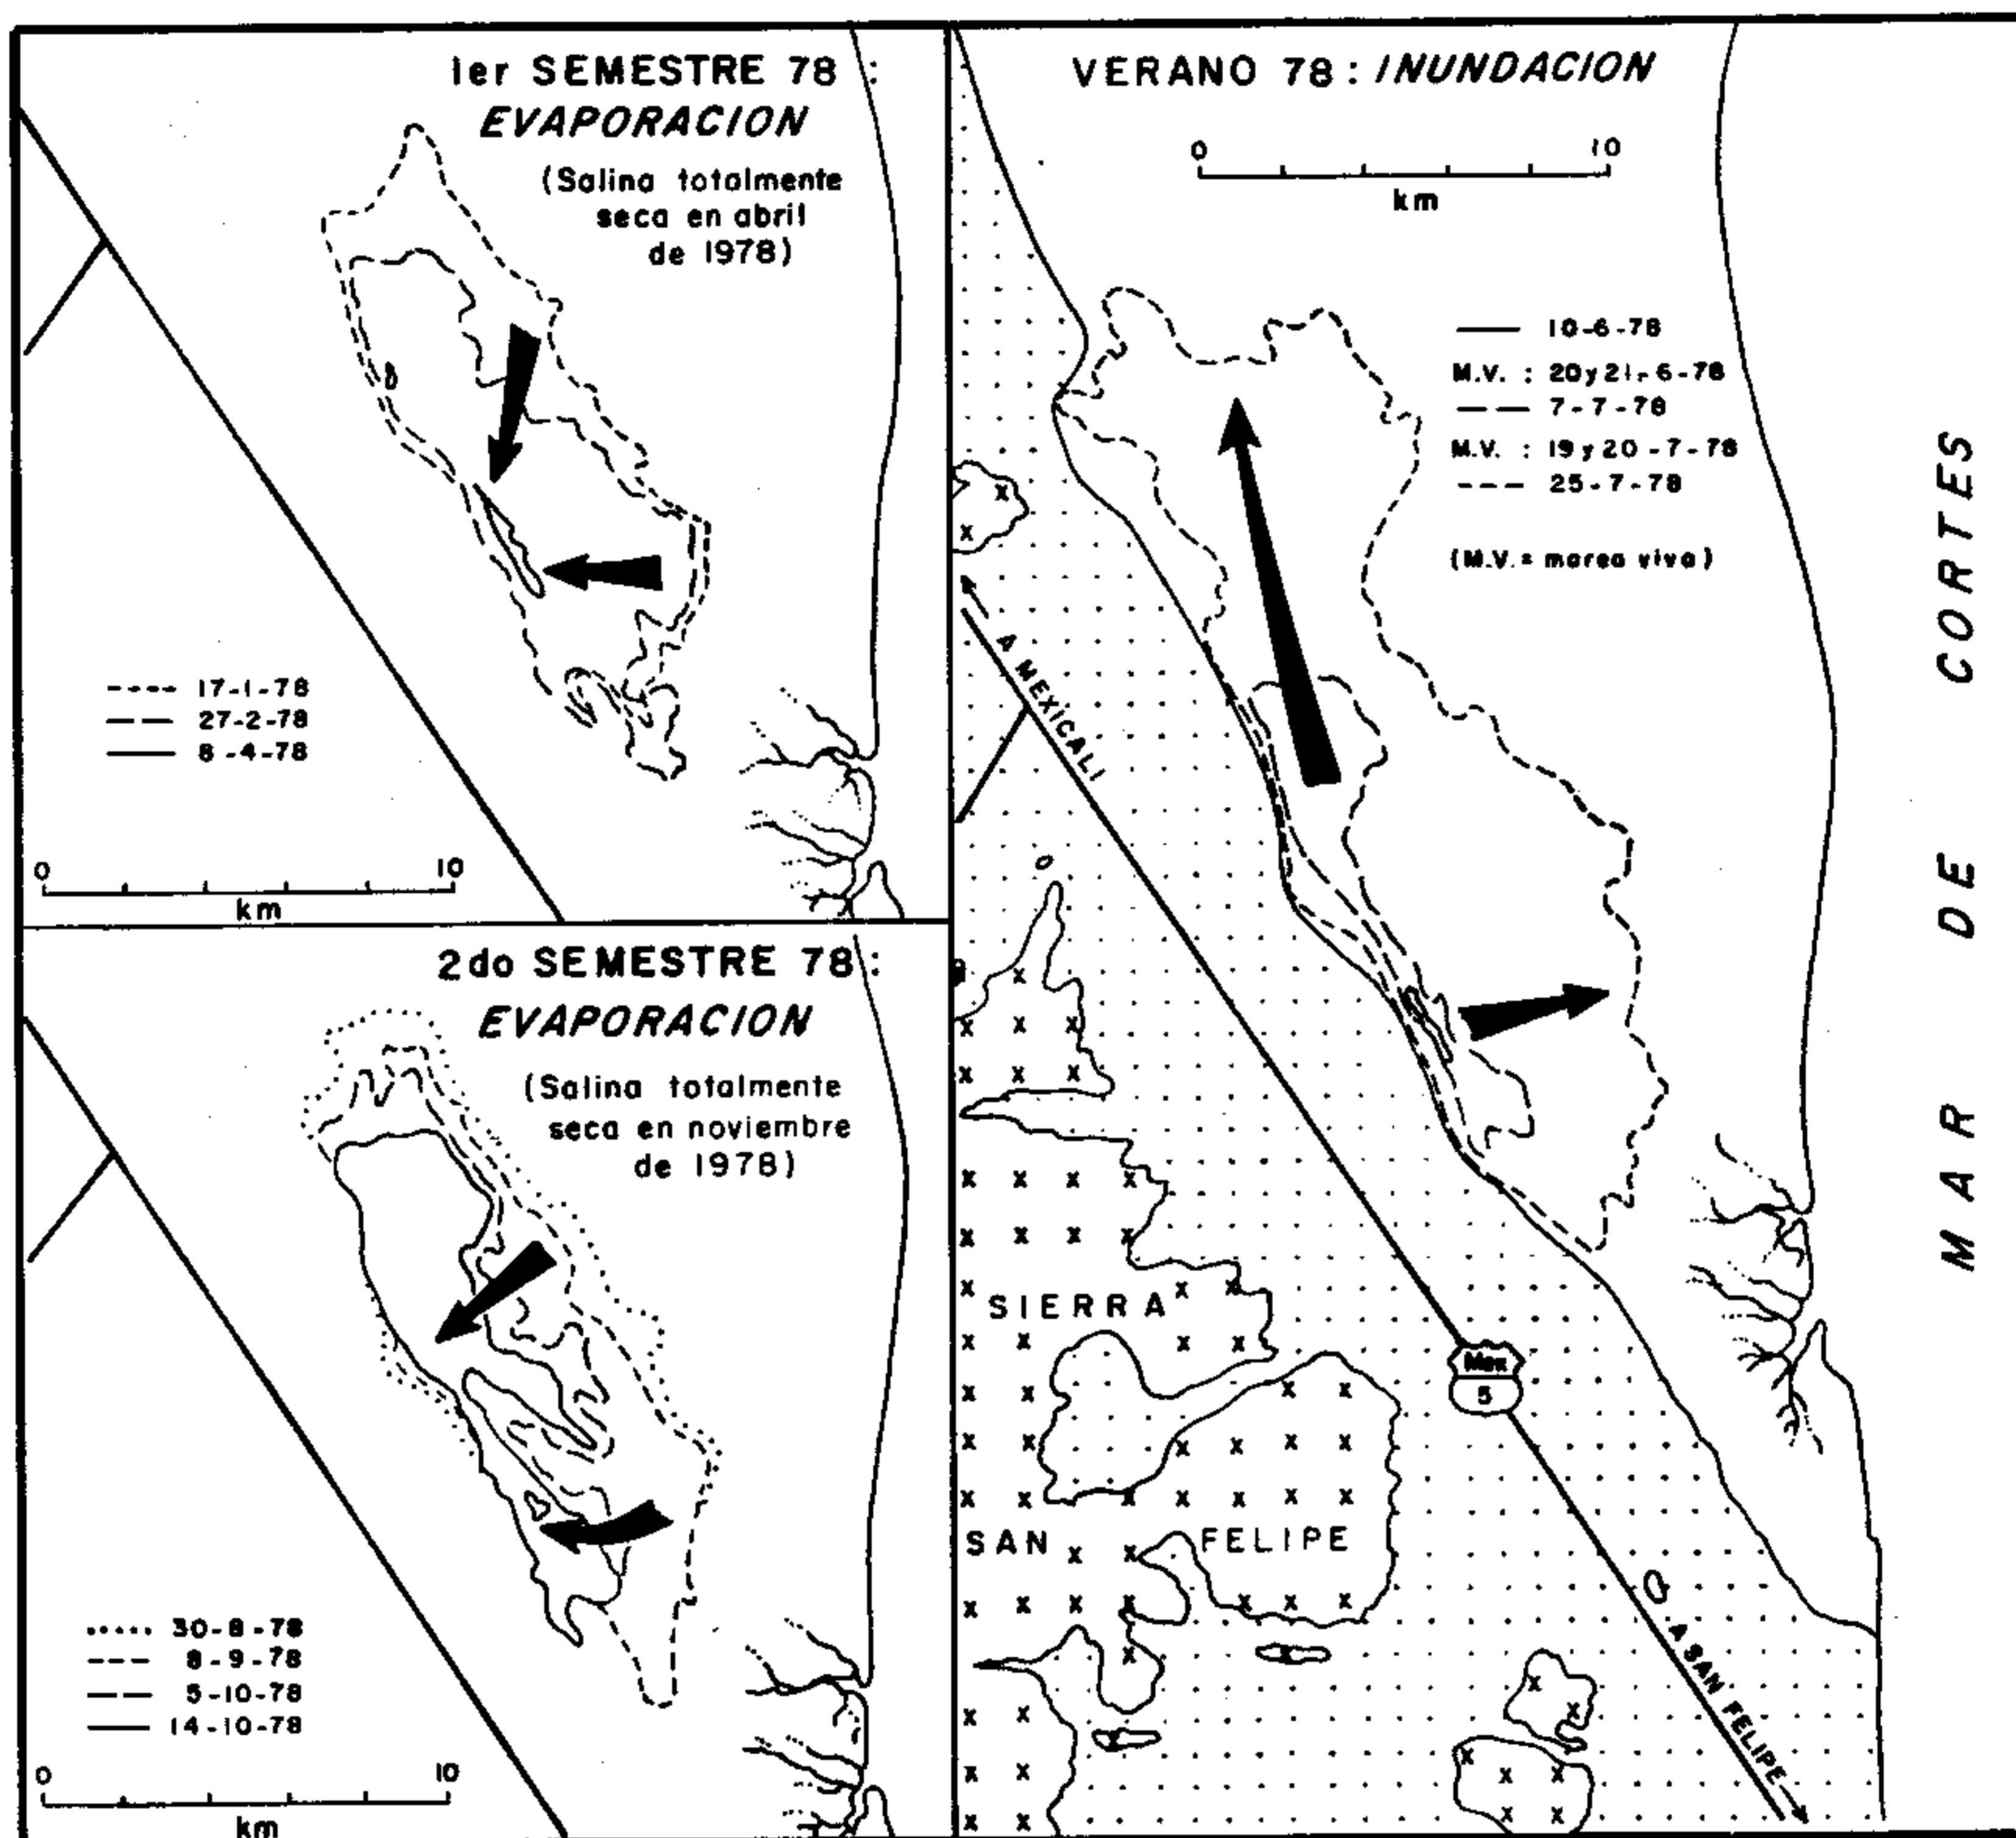 1er SEMESTRE 78 :
EVAPORACION
(Salina totalmente
seca en abril
de 1978)
17-1-78
27-2-78
8-4-78
0 10
km
2do SEMESTRE 78 :
EVAPORACION
(Salina totalmente
seca en noviembre
de 1978)
30-8-78
8-9-78
5-10-78
14-10-78
0 10
km
VERANO 78 : INUNDACION
0 10
km
10-6-78
M.V. : 20 y 21-6-78
7-7-78
M.V. : 19 y 20-7-78
25-7-78
(M.V. = marea viva)
A MEXICALI
SIERRA
SAN FELIPE
Mex
5
A SAN FELIPE
MAR DE CORTES